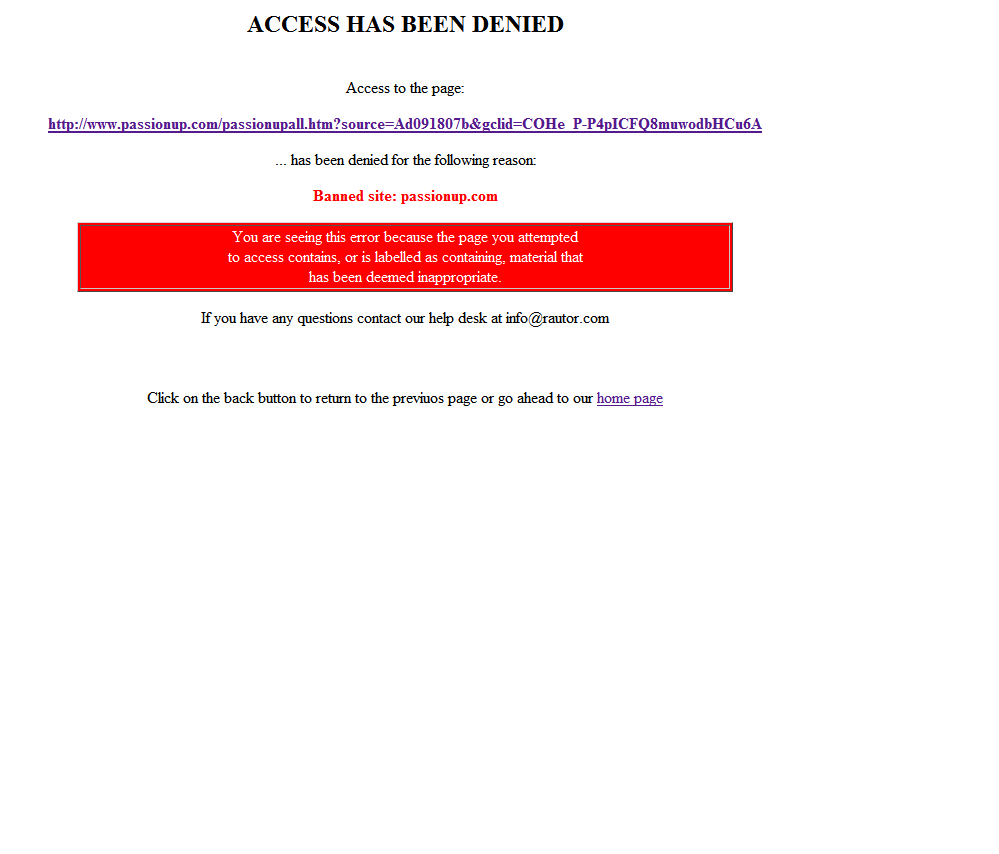 ACCESS HAS BEEN DENIED
Access to the page:
http://www.passionup.com/passionupall.htm?source=Ad091807b&gclid=COHe_P-P4pICFQ8muwodbHCu6A
... has been denied for the following reason:
Banned site: passionup.com
You are seeing this error because the page you attempted
to access contains, or is labelled as containing, material that
has been deemed inappropriate.
If you have any questions contact our help desk at info@rautor.com
Click on the back button to return to the previuos page or go ahead to our home page